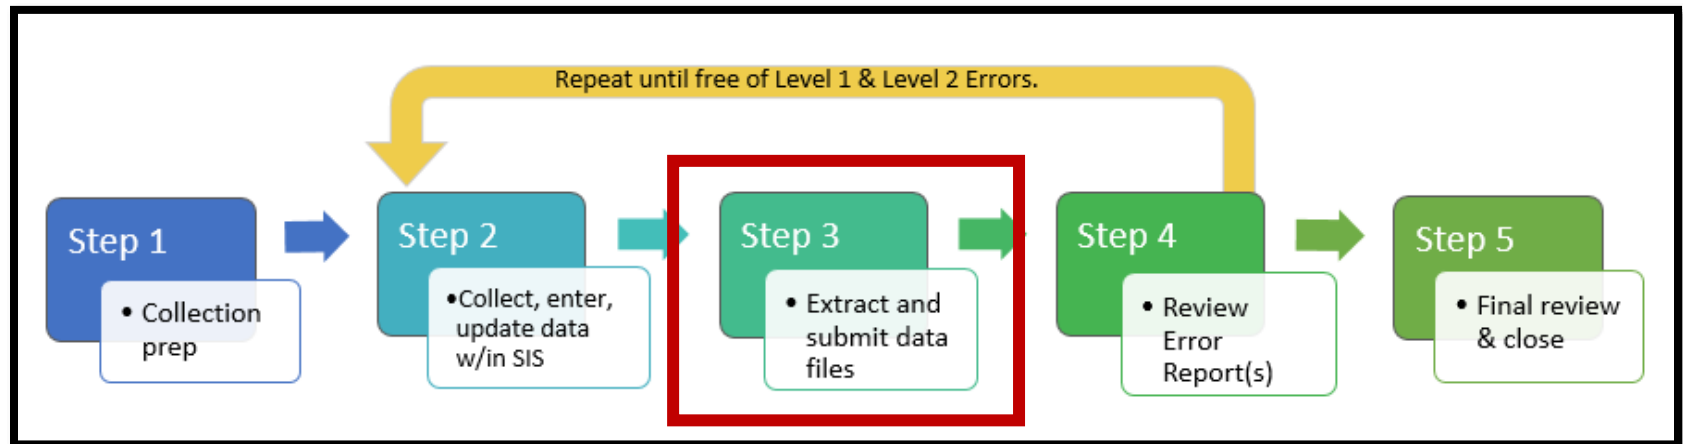 Repeat until free of Level 1 & Level 2 Errors.
Step 1
• Collection
prep
Step 2
•Collect, enter,
update data
w/in SIS
Step 3
• Extract and
submit data
files
Step 4
• Review
Error
Report(s)
Step 5
• Final review
& close